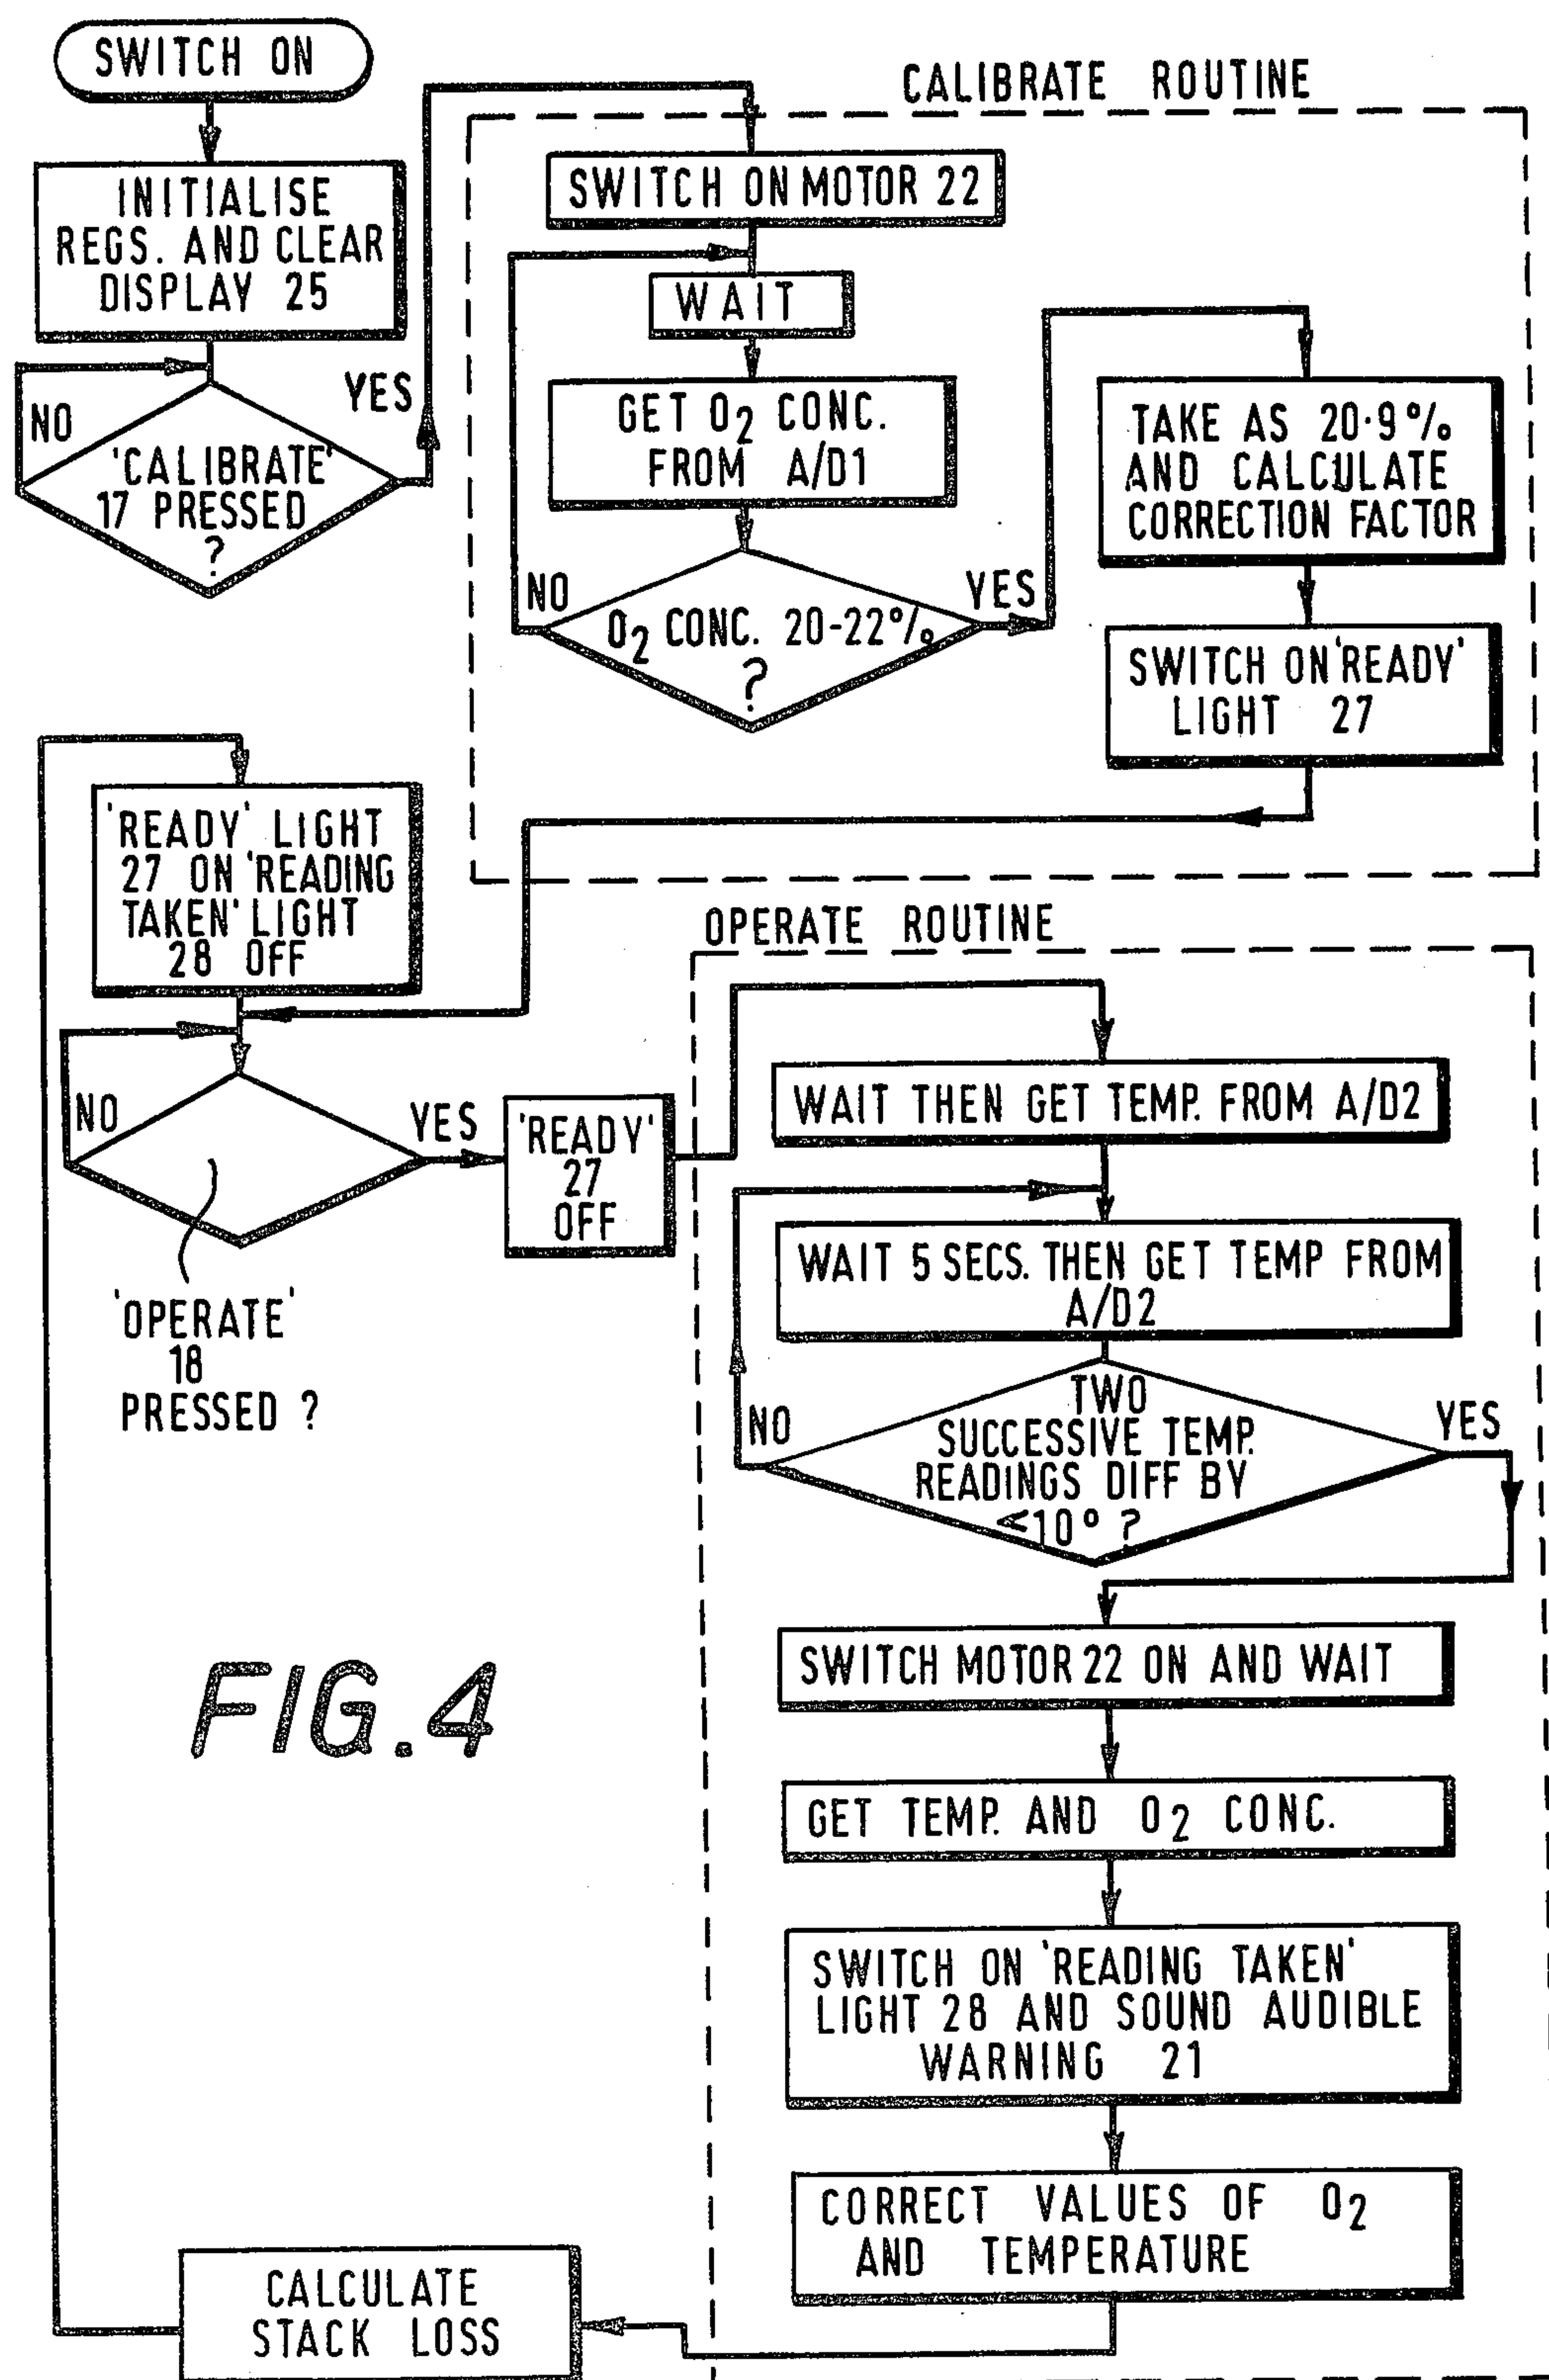 SWITCH ON
INITIALISE
REGS. AND CLEAR
DISPLAY 25
NO
YES
'CALIBRATE'
17 PRESSED
?
CALIBRATE ROUTINE
SWITCH ON MOTOR 22
WAIT
GET O2 CONC.
FROM A/D1
NO
YES
O2 CONC. 20-22%
?
TAKE AS 20·9%
AND CALCULATE
CORRECTION FACTOR
SWITCH ON 'READY'
LIGHT 27
'READY' LIGHT
27 ON 'READING
TAKEN' LIGHT
28 OFF
NO
YES
'OPERATE'
18
PRESSED ?
'READY'
27
OFF
OPERATE ROUTINE
WAIT THEN GET TEMP. FROM A/D2
WAIT 5 SECS. THEN GET TEMP FROM
A/D2
NO
YES
TWO
SUCCESSIVE TEMP.
READINGS DIFF BY
≮10° ?
SWITCH MOTOR 22 ON AND WAIT
GET TEMP. AND O2 CONC.
SWITCH ON 'READING TAKEN'
LIGHT 28 AND SOUND AUDIBLE
WARNING 21
CORRECT VALUES OF O2
AND TEMPERATURE
CALCULATE
STACK LOSS
FIG.4